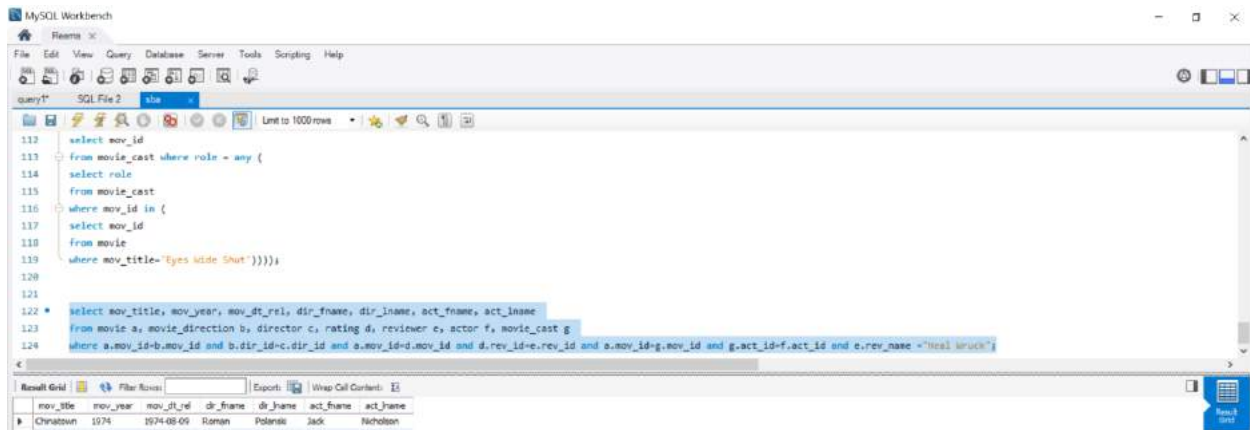 MySQL Workbench
Reema
File Edit View Query Database Server Tools Scripting Help
query1* SQL File 2 sba
Limit to 1000 rows
112 select mov_id
113 from movie_cast where role = any (
114 select role
115 from movie_cast
116 where mov_id in (
117 select mov_id
118 from movie
119 where mov_title='Eyes Wide Shut'))));
120
121
122 select mov_title, mov_year, mov_dt_rel, dir_fname, dir_lname, act_fname, act_lname
123 from movie a, movie_direction b, director c, rating d, reviewer e, actor f, movie_cast g
124 where a.mov_id=b.mov_id and b.dir_id=c.dir_id and a.mov_id=d.mov_id and d.rev_id=e.rev_id and a.mov_id=g.mov_id and g.act_id=f.act_id and e.rev_name ="Neal Wruck";
Result Grid Filter Rows: Export: Wrap Cell Content:
mov_title mov_year mov_dt_rel dir_fname dir_lname act_fname act_lname
Chinatown 1974 1974-08-09 Roman Polanski Jack Nicholson
Result Grid